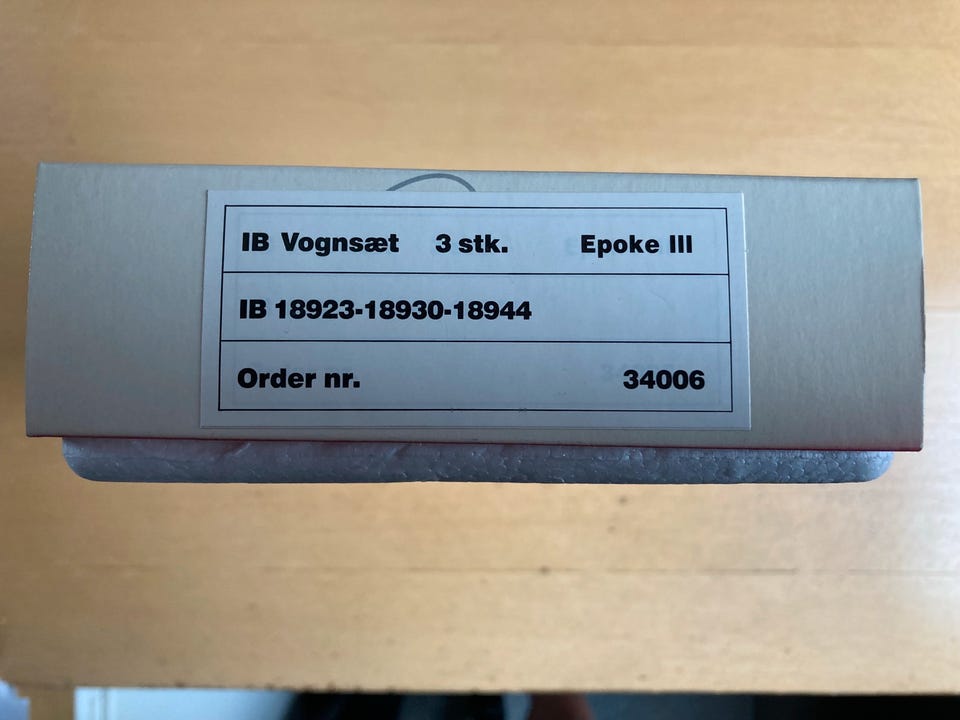 IB Vognsæt 3 stk. Epoke III
IB 18923-18930-18944
Order nr. 34006